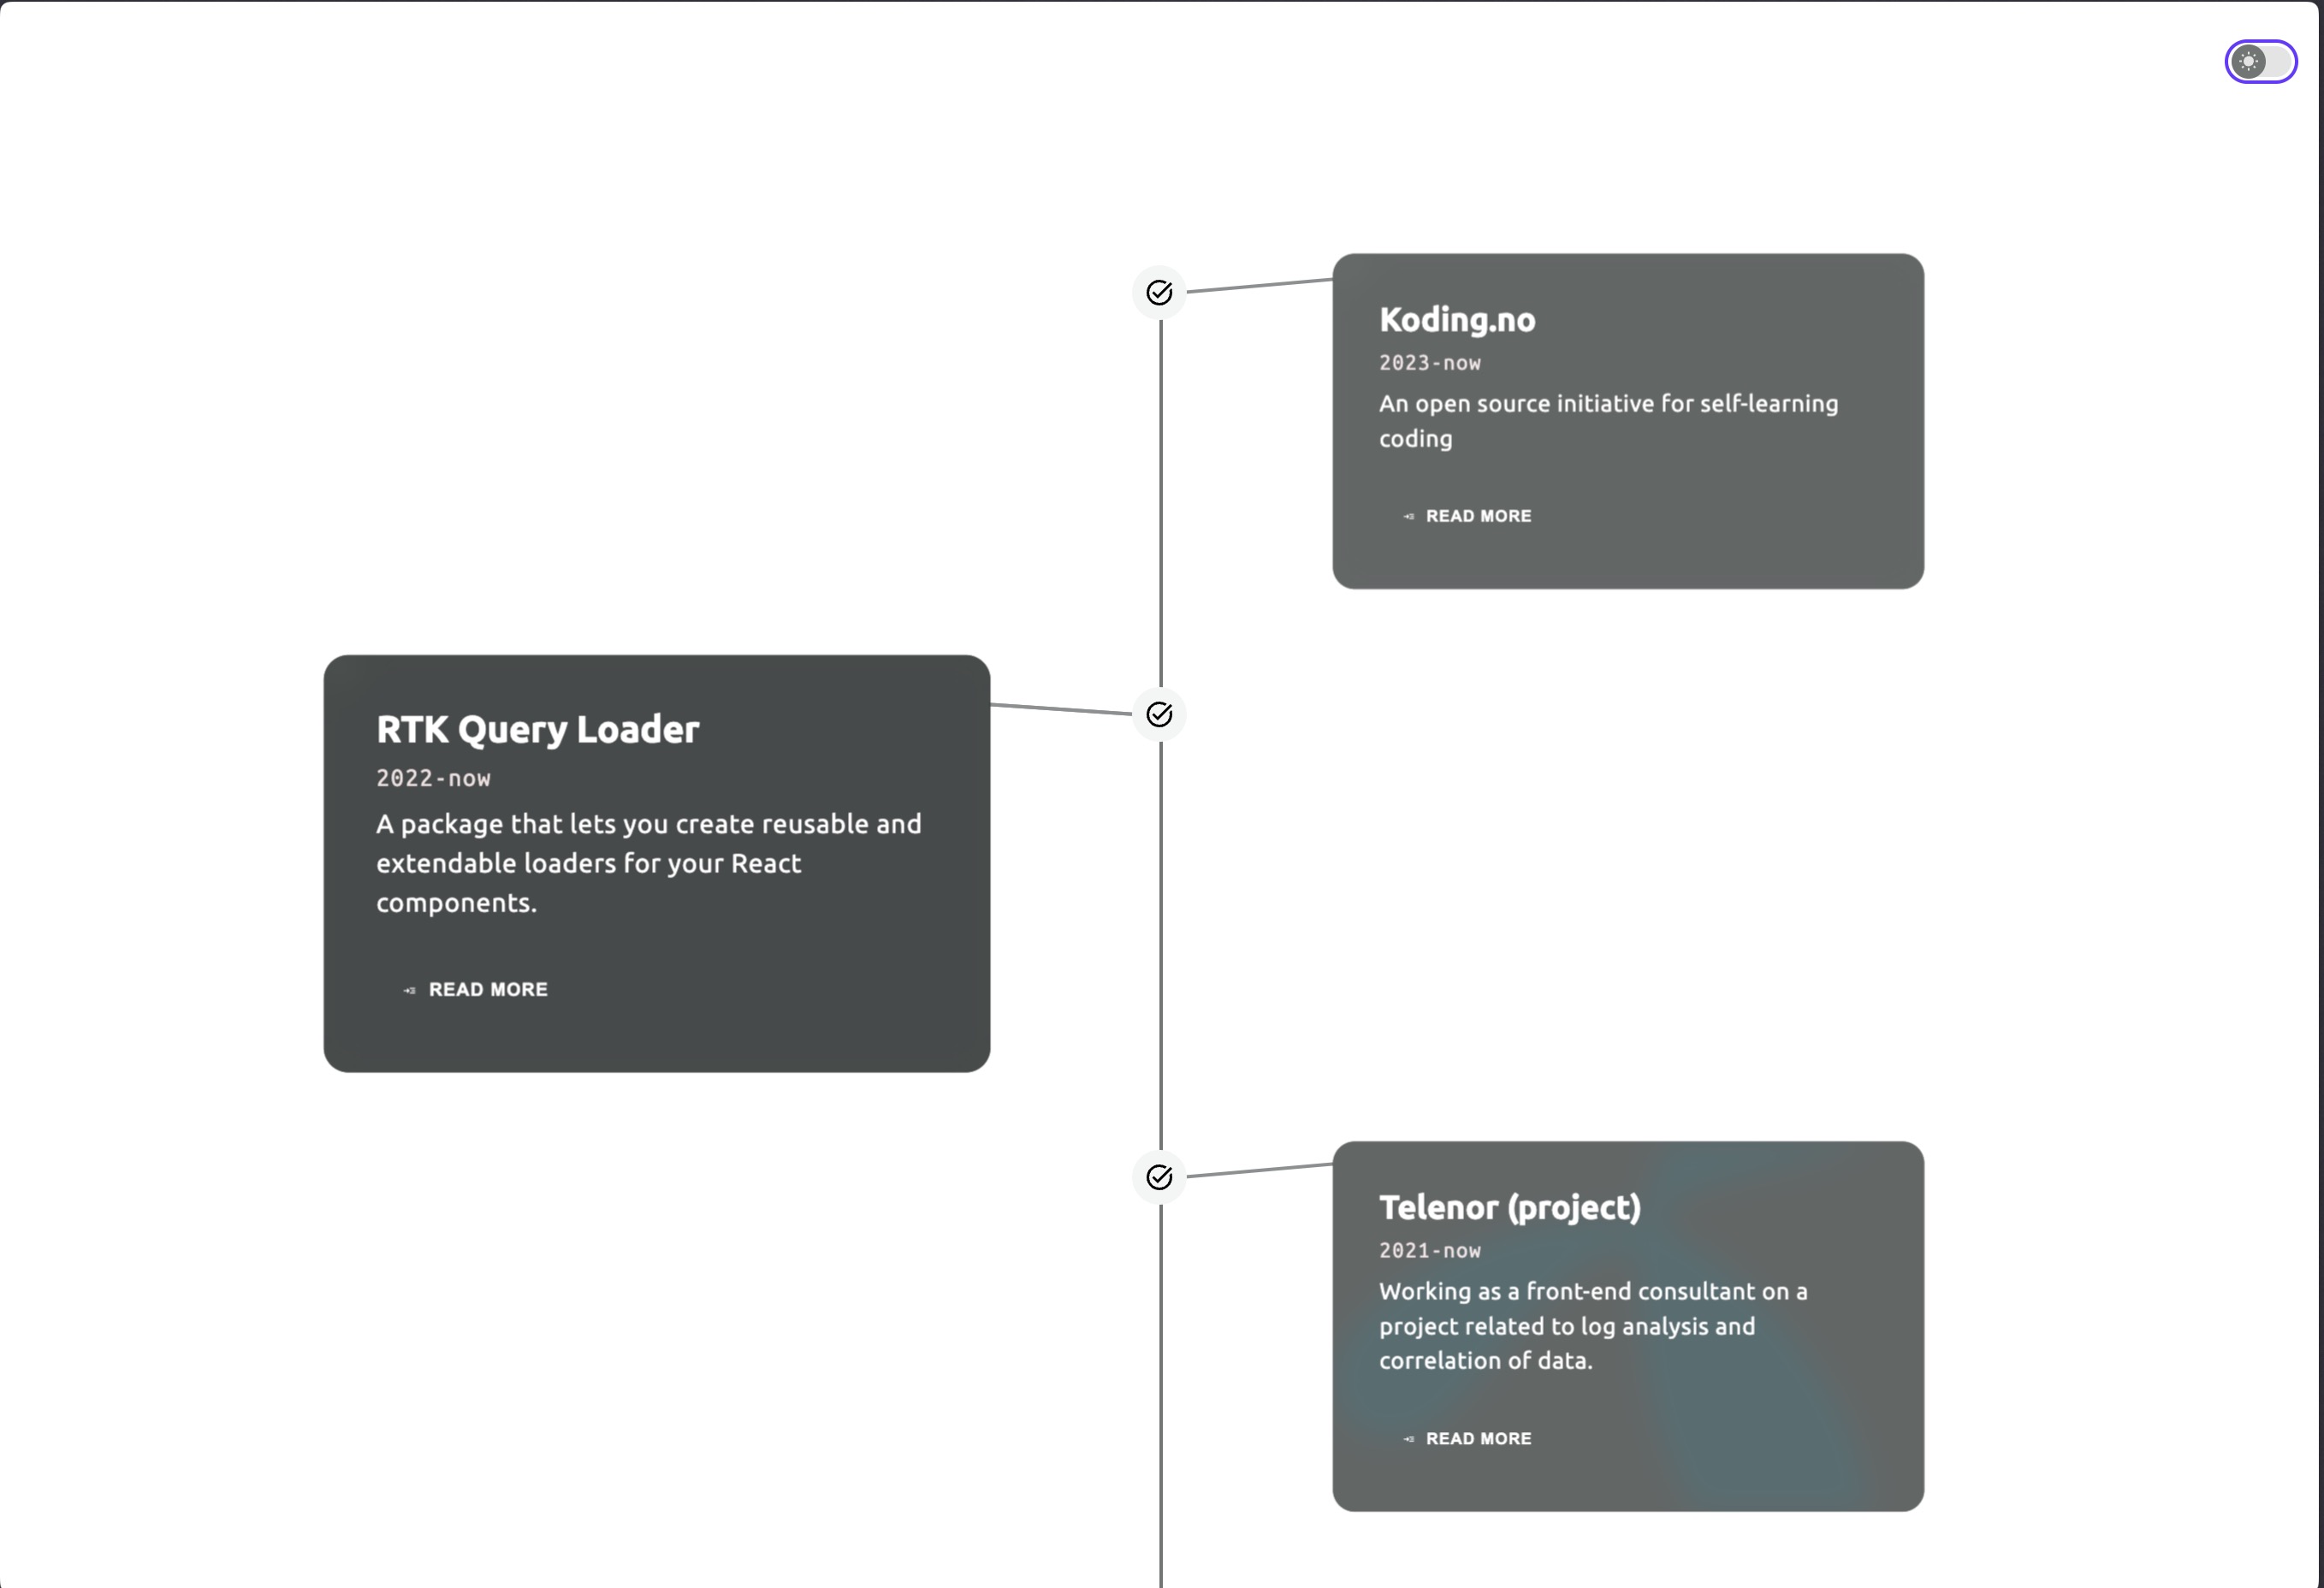 Koding.no
2023-now
An open source initiative for self-learning
coding
READ MORE
RTK Query Loader
2022-now
A package that lets you create reusable and
extendable loaders for your React
components.
READ MORE
Telenor (project)
2021-now
Working as a front-end consultant on a
project related to log analysis and
correlation of data.
READ MORE